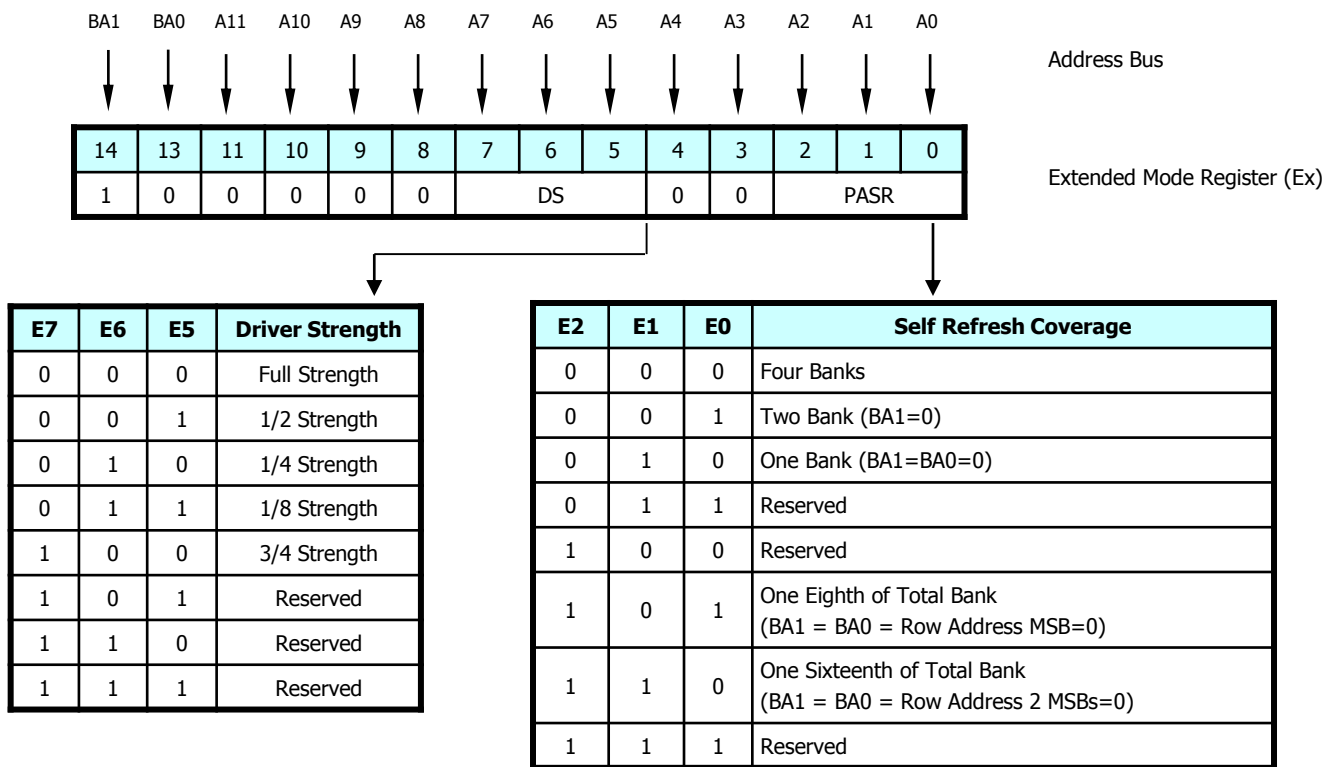 BA1 BA0 A11 A10 A9 A8 A7 A6 A5 A4 A3 A2 A1 A0
Address Bus
14 13 11 10 9 8 7 6 5 4 3 2 1 0
1 0 0 0 0 0 DS 0 0 PASR
Extended Mode Register (Ex)
E7 E6 E5 Driver Strength
0 0 0 Full Strength
0 0 1 1/2 Strength
0 1 0 1/4 Strength
0 1 1 1/8 Strength
1 0 0 3/4 Strength
1 0 1 Reserved
1 1 0 Reserved
1 1 1 Reserved
E2 E1 E0 Self Refresh Coverage
0 0 0 Four Banks
0 0 1 Two Bank (BA1=0)
0 1 0 One Bank (BA1=BA0=0)
0 1 1 Reserved
1 0 0 Reserved
1 0 1 One Eighth of Total Bank
(BA1 = BA0 = Row Address MSB=0)
1 1 0 One Sixteenth of Total Bank
(BA1 = BA0 = Row Address 2 MSBs=0)
1 1 1 Reserved